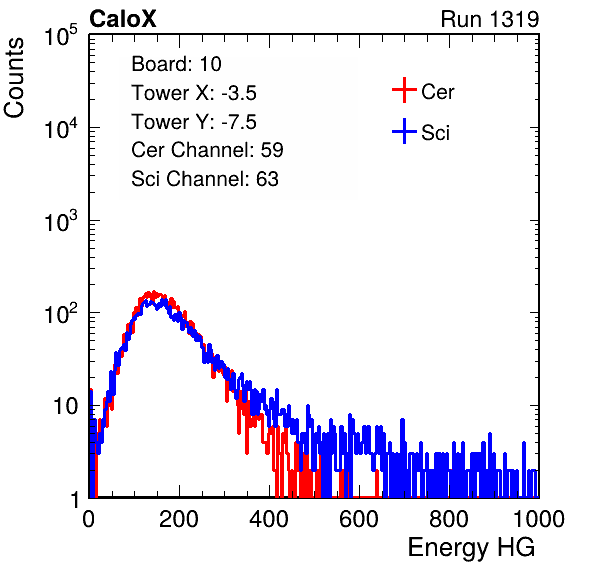 CaloX Run 1319
Counts
Board: 10
Tower X: -3.5
Tower Y: -7.5
Cer Channel: 59
Sci Channel: 63
Cer
Sci
10^5
10^4
10^3
10^2
10
1
0 200 400 600 800 1000
Energy HG